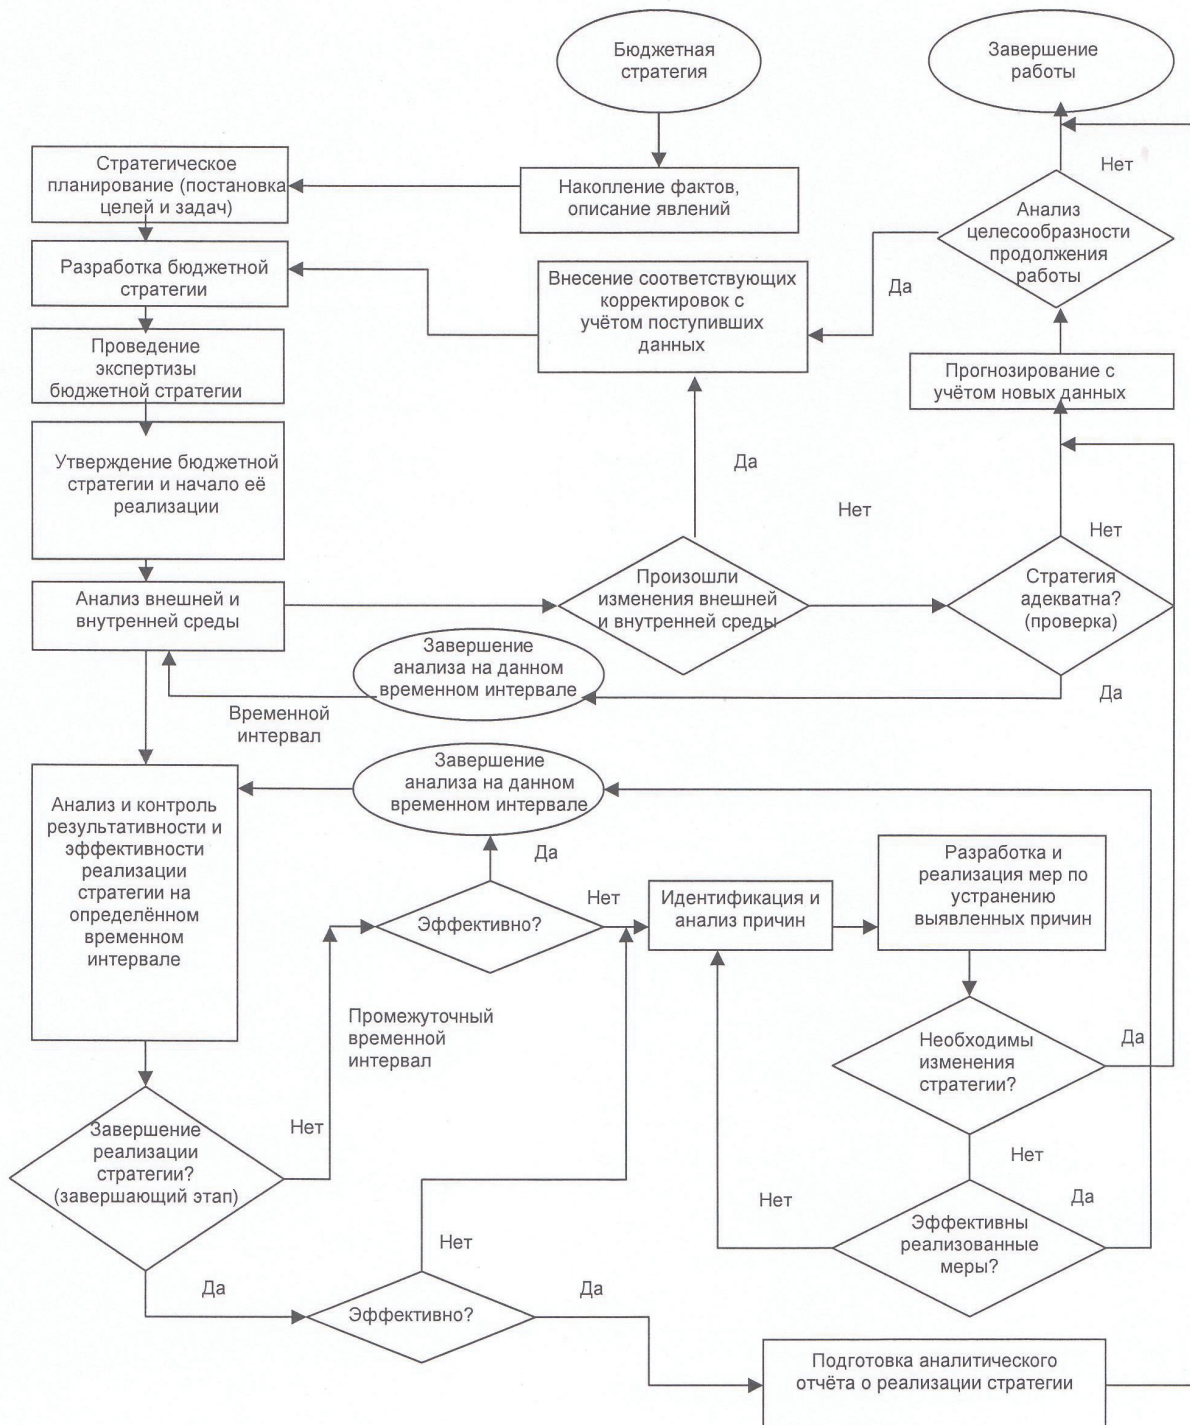 Бюджетная
стратегия
Завершение
работы
Стратегическое
планирование (постановка
целей и задач)
Накопление фактов,
описание явлений
Нет
Анализ
целесообразности
продолжения
работы
Разработка бюджетной
стратегии
Внесение соответствующих
корректировок с
учётом поступивших
данных
Да
Проведение
экспертизы
бюджетной стратегии
Прогнозирование с
учётом новых данных
Утверждение бюджетной
стратегии и начало её
реализации
Да
Нет
Нет
Анализ внешней и
внутренней среды
Произошли
изменения внешней
и внутренней среды
Стратегия
адекватна?
(проверка)
Завершение
анализа на данном
временном интервале
Да
Временной
интервал
Завершение
анализа на данном
временном интервале
Анализ и контроль
результативности и
эффективности
реализации
стратегии на
определённом
временном
интервале
Да
Эффективно?
Нет
Идентификация и
анализ причин
Разработка и
реализация мер по
устранению
выявленных причин
Промежуточный
временной
интервал
Необходимы
изменения
стратегии?
Да
Завершение
реализации
стратегии?
(завершающий этап)
Нет
Нет
Нет
Да
Эффективны
реализованные
меры?
Нет
Да
Эффективно?
Да
Подготовка аналитического
отчёта о реализации стратегии